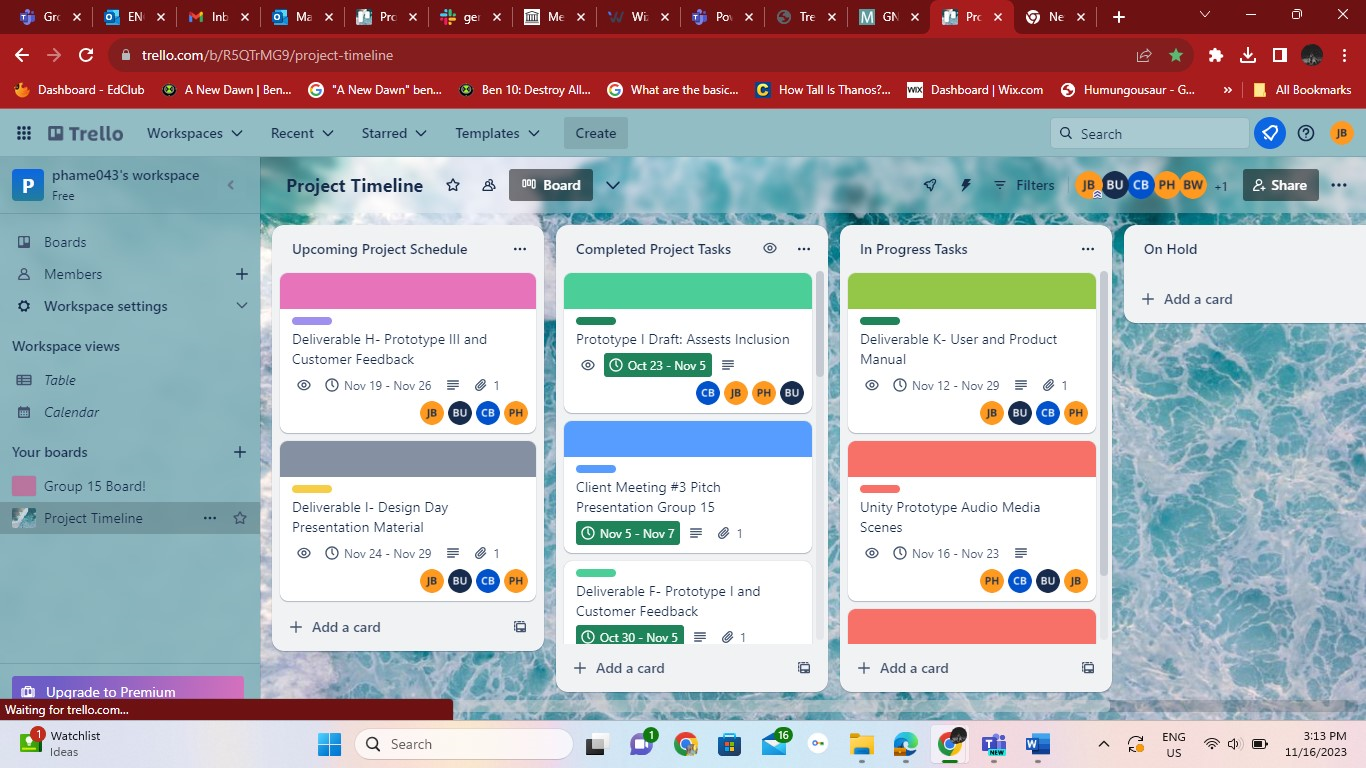 Gro
ENG
Inb
Ma
Pro
ger
Me
Wiz
Pov
Tre
GN
Pro
Ne
trello.com/b/R5QTrMG9/project-timeline
Dashboard - EdClub
A New Dawn | Ben...
"A New Dawn" ben...
Ben 10: Destroy All...
What are the basic...
How Tall Is Thanos?...
WIX
Dashboard | Wix.com
Humungousaur - G...
»
All Bookmarks
Trello
Workspaces
Recent
Starred
Templates
Create
Search
JB
P
phame043's workspace
Free
Project Timeline
Board
Filters
JB
BU
CB
PH
BW
+1
Share
Boards
Members
Workspace settings
Workspace views
Table
Calendar
Your boards
Group 15 Board!
Project Timeline
Upgrade to Premium
Waiting for trello.com...
Upcoming Project Schedule
Deliverable H- Prototype III and
Customer Feedback
Nov 19 - Nov 26
1
JB BU CB PH
Deliverable I- Design Day
Presentation Material
Nov 24 - Nov 29
1
JB BU CB PH
+ Add a card
Completed Project Tasks
Prototype I Draft: Assests Inclusion
Oct 23 - Nov 5
CB JB PH BU
Client Meeting #3 Pitch
Presentation Group 15
Nov 5 - Nov 7
1
Deliverable F- Prototype I and
Customer Feedback
Oct 30 - Nov 5
1
+ Add a card
In Progress Tasks
Deliverable K- User and Product
Manual
Nov 12 - Nov 29
1
JB BU CB PH
Unity Prototype Audio Media
Scenes
Nov 16 - Nov 23
PH CB BU JB
+ Add a card
On Hold
+ Add a card
1
Watchlist
Ideas
Search
1
16
NEW
ENG
US
3:13 PM
11/16/2023